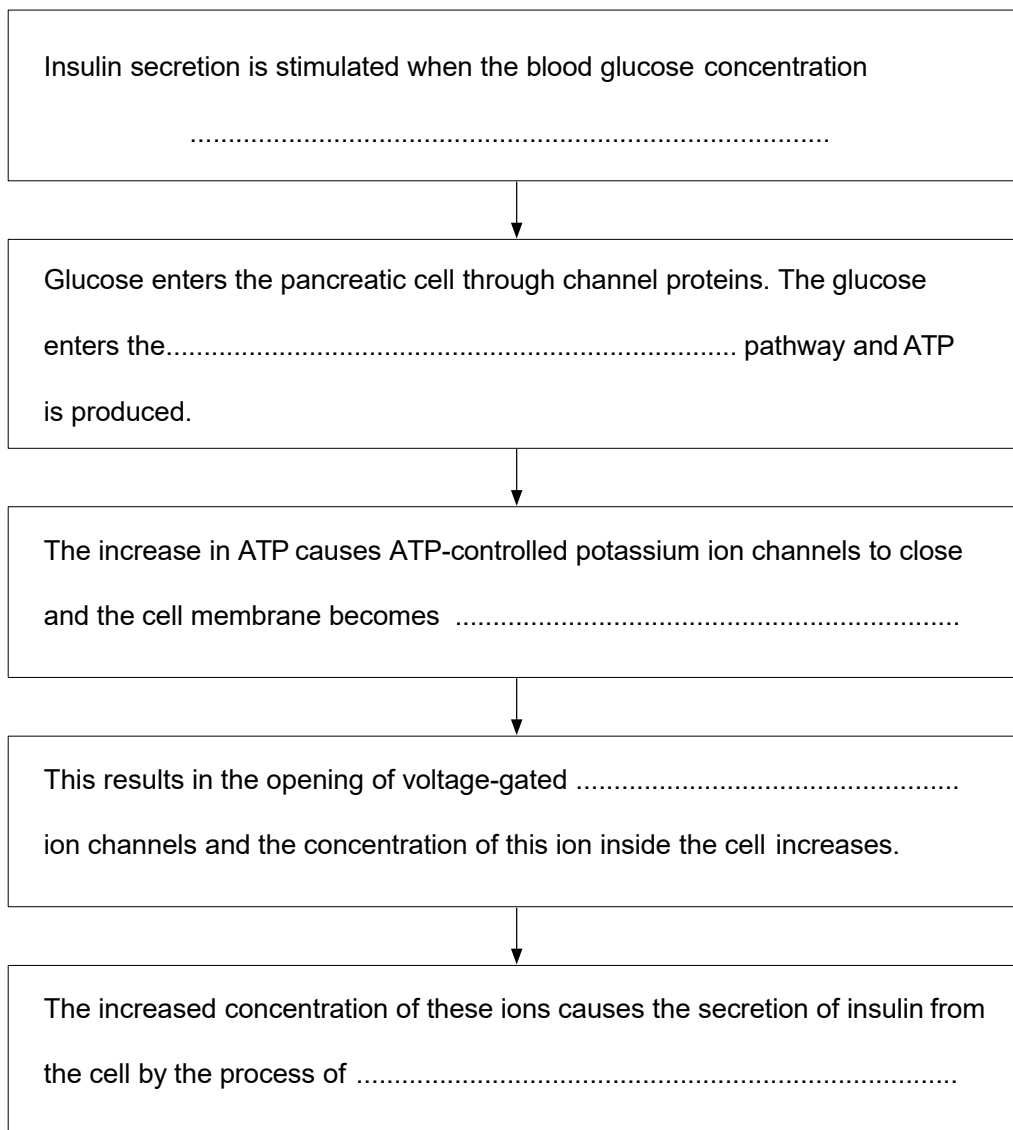 Insulin secretion is stimulated when the blood glucose concentration
....................................................................................
Glucose enters the pancreatic cell through channel proteins. The glucose
enters the........................................................................... pathway and ATP
is produced.
The increase in ATP causes ATP-controlled potassium ion channels to close
and the cell membrane becomes ..................................................................
This results in the opening of voltage-gated ..................................................
ion channels and the concentration of this ion inside the cell increases.
The increased concentration of these ions causes the secretion of insulin from
the cell by the process of ...............................................................................